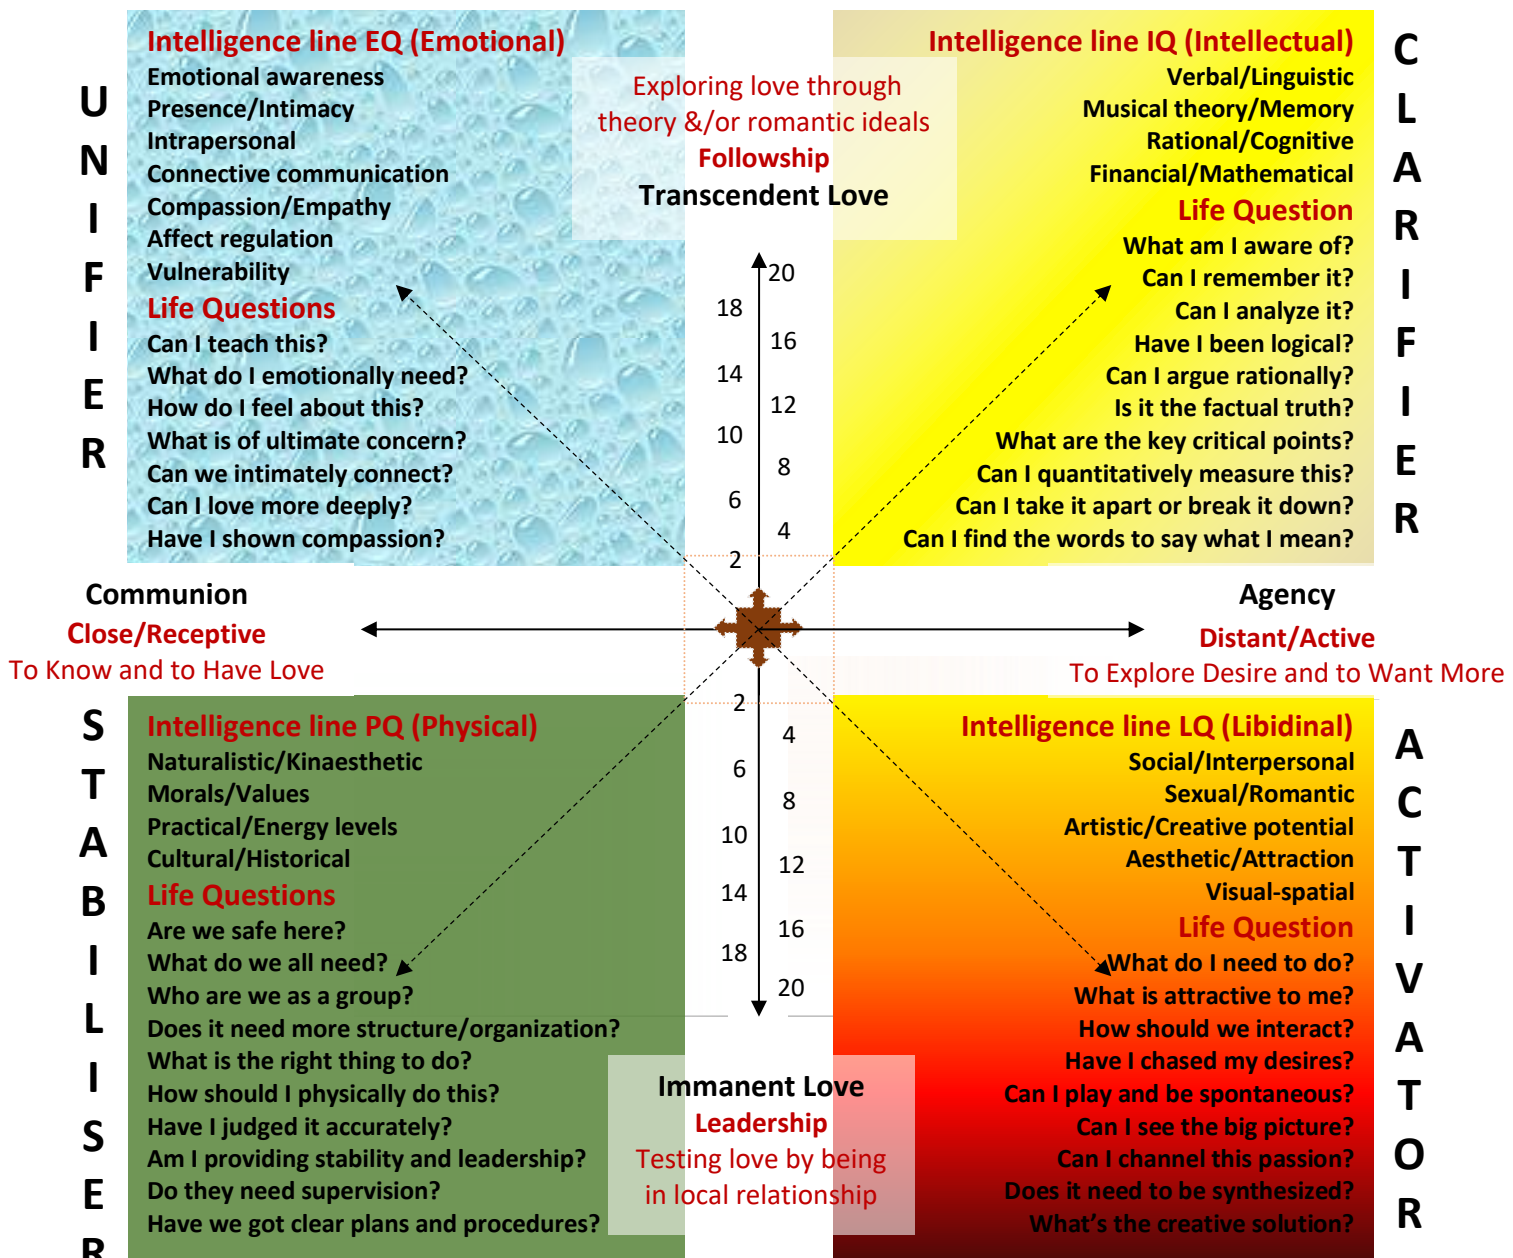 UNIFIER
Intelligence line EQ (Emotional)
Emotional awareness
Presence/Intimacy
Intrapersonal
Connective communication
Compassion/Empathy
Affect regulation
Vulnerability
Life Questions
Can I teach this?
What do I emotionally need?
How do I feel about this?
What is of ultimate concern?
Can we intimately connect?
Can I love more deeply?
Have I shown compassion?
Exploring love through
theory &/or romantic ideals
Followship
Transcendent Love
Intelligence line IQ (Intellectual)
Verbal/Linguistic
Musical theory/Memory
Rational/Cognitive
Financial/Mathematical
Life Question
What am I aware of?
Can I remember it?
Can I analyze it?
Have I been logical?
Can I argue rationally?
Is it the factual truth?
What are the key critical points?
Can I quantitatively measure this?
Can I take it apart or break it down?
Can I find the words to say what I mean?
CLARIFIER
20
18
16
14
12
10
8
6
4
2
Communion
Close/Receptive
To Know and to Have Love
Agency
Distant/Active
To Explore Desire and to Want More
STABILISER
Intelligence line PQ (Physical)
Naturalistic/Kinaesthetic
Morals/Values
Practical/Energy levels
Cultural/Historical
Life Questions
Are we safe here?
What do we all need?
Who are we as a group?
Does it need more structure/organization?
What is the right thing to do?
How should I physically do this?
Have I judged it accurately?
Am I providing stability and leadership?
Do they need supervision?
Have we got clear plans and procedures?
2
4
6
8
10
12
14
16
18
20
Immanent Love
Leadership
Testing love by being
in local relationship
Intelligence line LQ (Libidinal)
Social/Interpersonal
Sexual/Romantic
Artistic/Creative potential
Aesthetic/Attraction
Visual-spatial
Life Question
What do I need to do?
What is attractive to me?
How should we interact?
Have I chased my desires?
Can I play and be spontaneous?
Can I see the big picture?
Can I channel this passion?
Does it need to be synthesized?
What's the creative solution?
ACTIVATOR